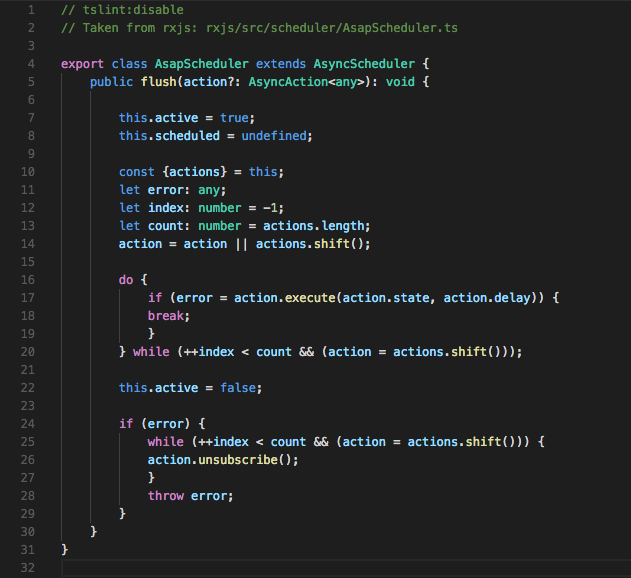 1 // tslint:disable
2 // Taken from rxjs: rxjs/src/scheduler/AsapScheduler.ts
3
4 export class AsapScheduler extends AsyncScheduler {
5     public flush(action?: AsyncAction<any>): void {
6
7         this.active = true;
8         this.scheduled = undefined;
9
10         const {actions} = this;
11         let error: any;
12         let index: number = -1;
13         let count: number = actions.length;
14         action = action || actions.shift();
15
16         do {
17             if (error = action.execute(action.state, action.delay)) {
18             break;
19             }
20         } while (++index < count && (action = actions.shift()));
21
22         this.active = false;
23
24         if (error) {
25             while (++index < count && (action = actions.shift())) {
26             action.unsubscribe();
27             }
28             throw error;
29         }
30     }
31 }
32